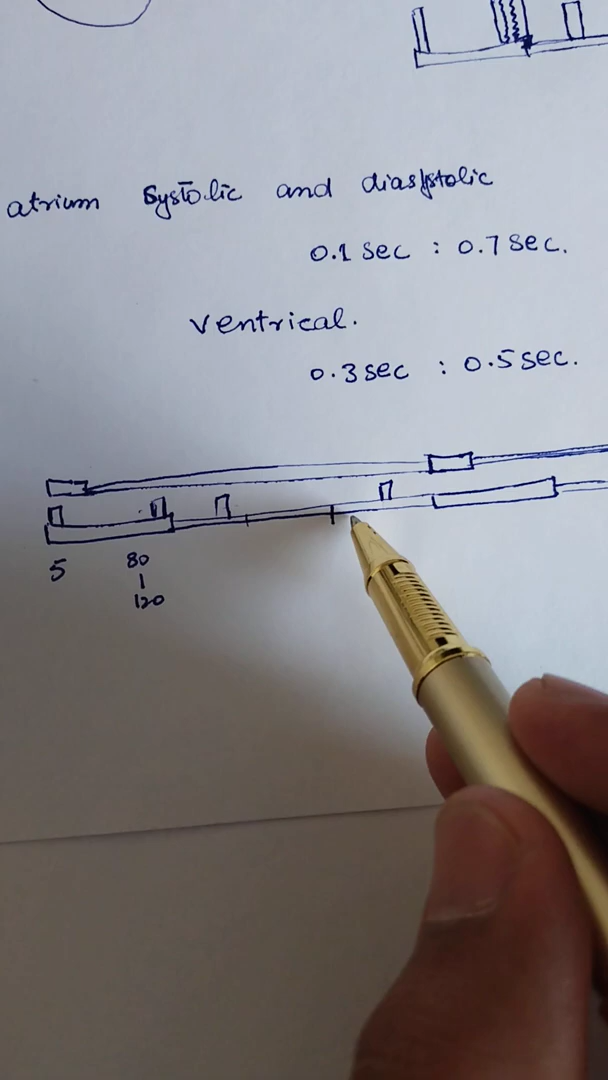 atrium Systolic and diasystolic
0.1 sec : 0.7 sec.
Ventrical.
0.3 sec : 0.5 sec.
5 80
120